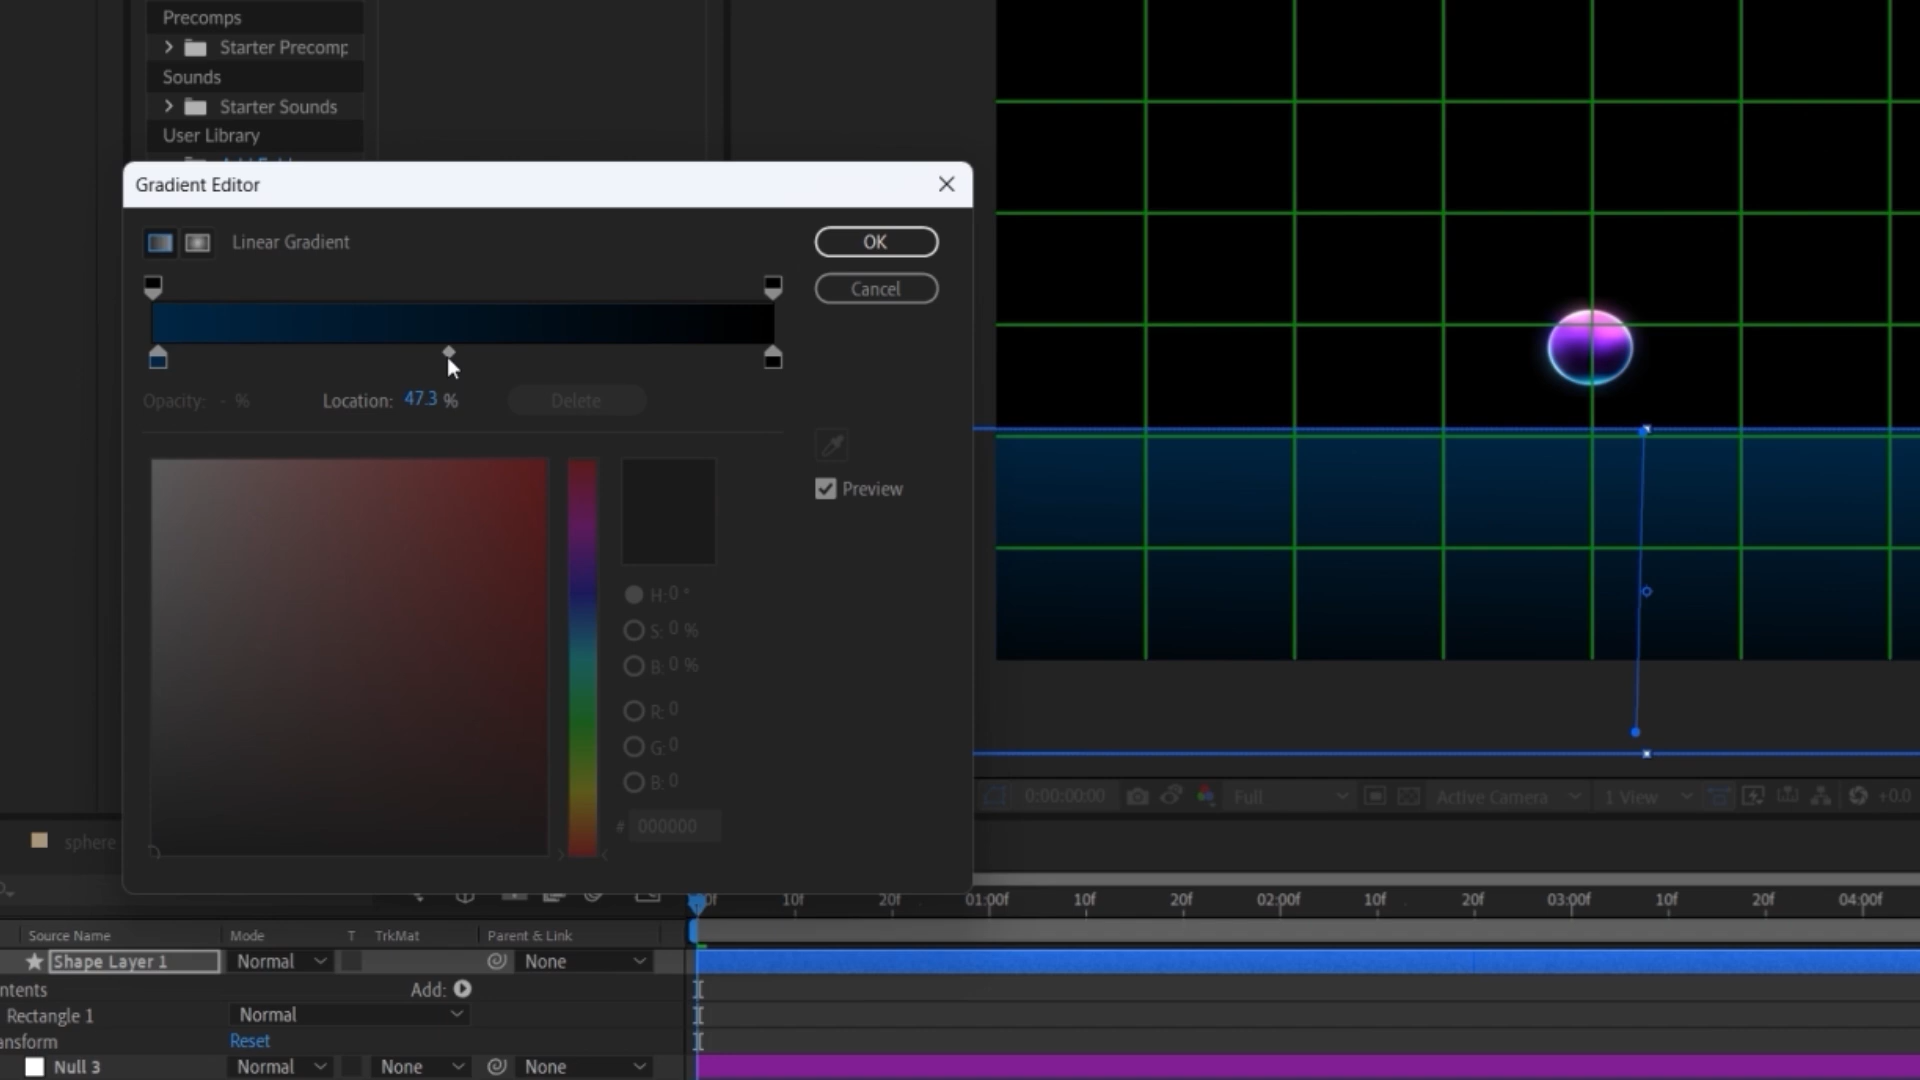 Precomps
Starter Precomp
Sounds
Starter Sounds
User Library
Gradient Editor
Linear Gradient
OK
Cancel
Opacity: - %
Location: 47.3 %
Delete
Preview
H: 0 °
S: 0 %
B: 0 %
R: 0
G: 0
B: 0
# 000000
0:00:00:00
Full
Active Camera
1 View
+0.0
sphere
0f
10f
20f
01:00f
10f
20f
02:00f
10f
20f
03:00f
10f
20f
04:00f
Source Name
Mode
T
TrkMat
Parent & Link
Shape Layer 1
Normal
None
ntents
Add:
Rectangle 1
Normal
ansform
Reset
Null 3
Normal
None
None